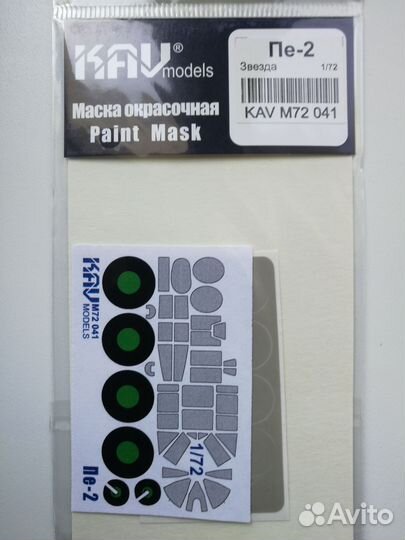 KAV® models
Маска окрасочная
Paint Mask
Пе-2
Звезда 1/72
KAV M72 041
KAV
M72 041
MODELS
1/72
Пе-2
Avito